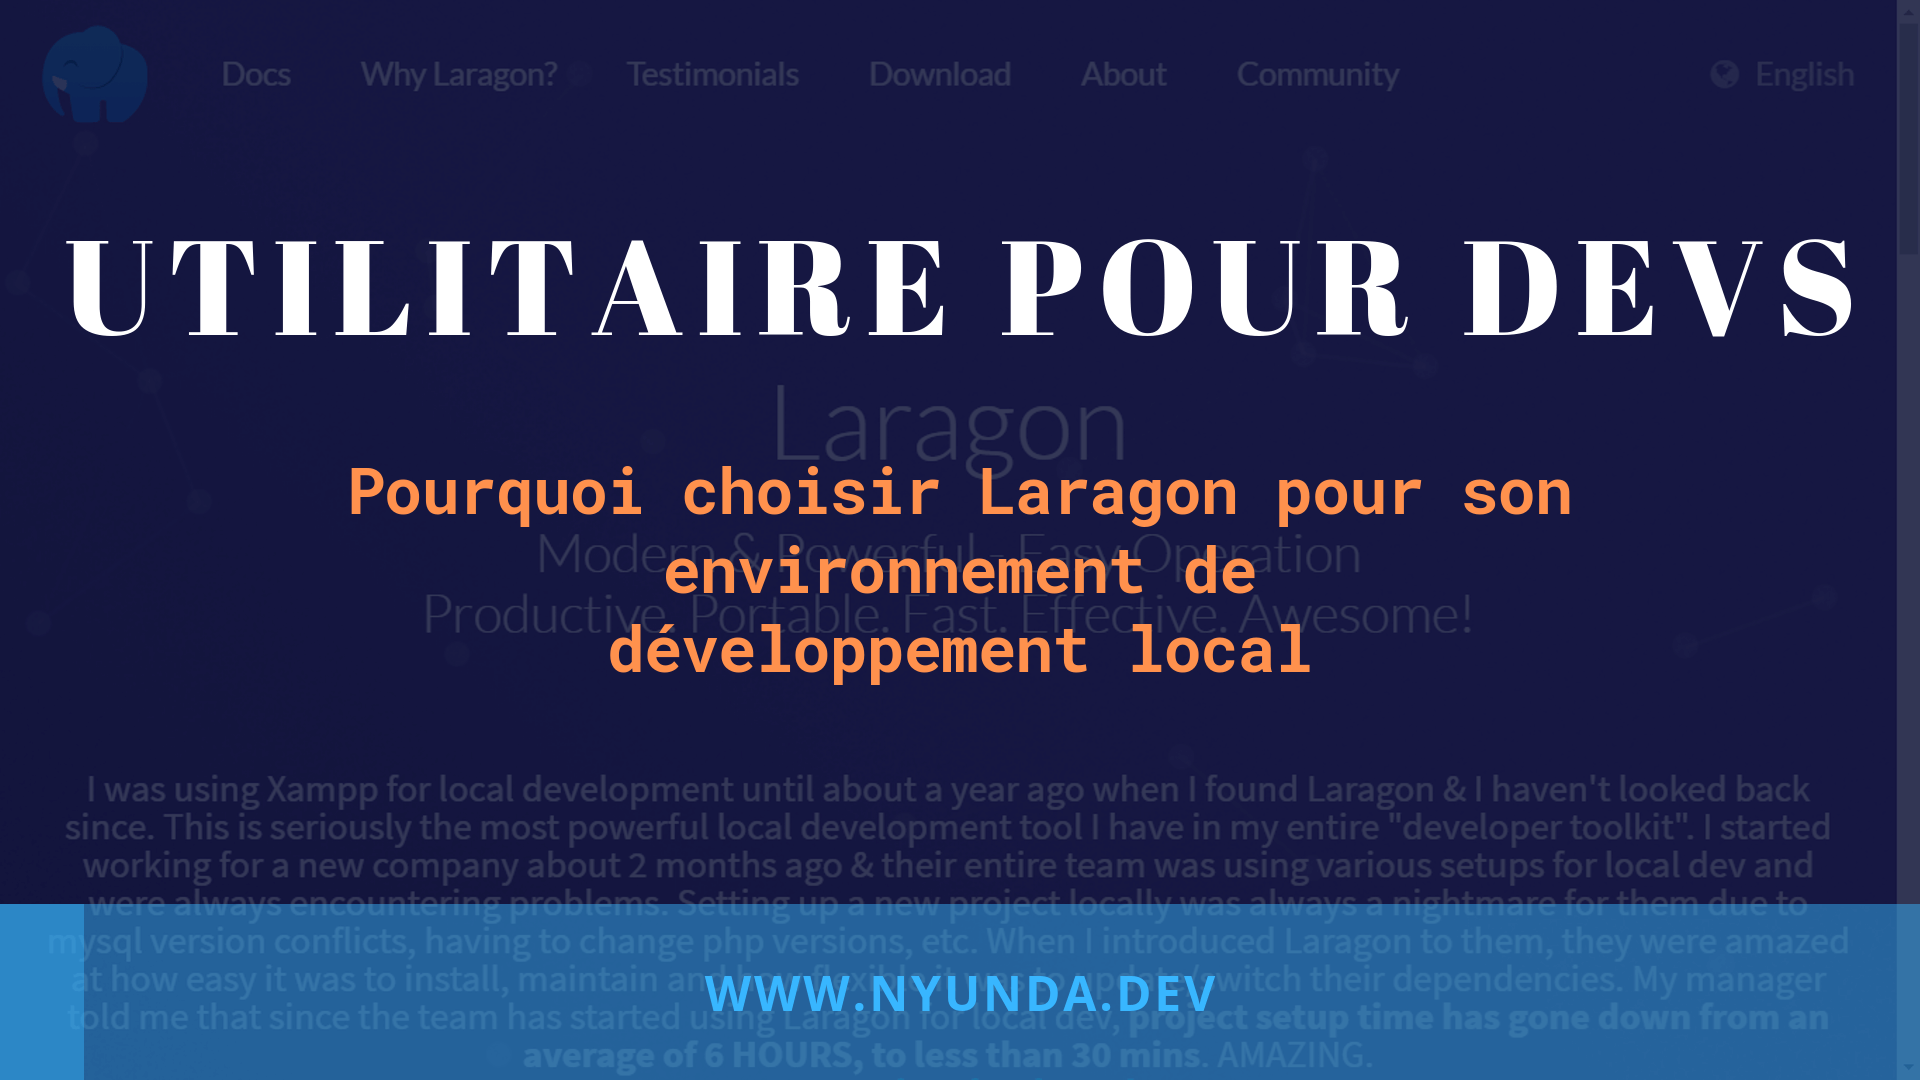 Docs Why Laragon? Testimonials Download About Community English
UTILITAIRE POUR DEVS
Laragon
Pourquoi choisir Laragon pour son
Modern & Powerful - Easy Operation
environnement de
Productive. Portable. Fast. Effective. Awesome!
développement local
I was using Xampp for local development until about a year ago when I found Laragon & I haven't looked back
since. This is seriously the most powerful local development tool I have in my entire "developer toolkit". I started
working for a new company about 2 months ago & their entire team was using various setups for local dev and
were always encountering problems. Setting up a new project locally was always a nightmare for them due to
mysql version conflicts, having to change php versions, etc. When I introduced Laragon to them, they were amazed
at how easy it was to install, maintain and switch their dependencies. My manager
WWW.NYUNDA.DEV
told me that since the team has started using Laragon for local dev, project setup time has gone down from an
average of 6 HOURS, to less than 30 mins. AMAZING.